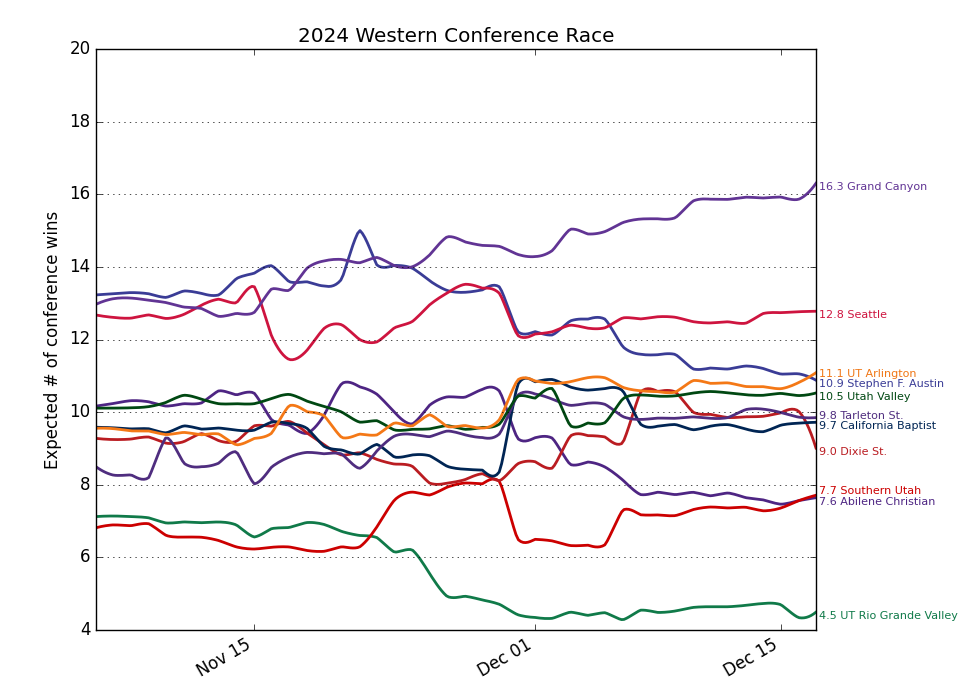 2024 Western Conference Race
Expected # of conference wins
20
18
16
14
12
10
8
6
4
Nov 15
Dec 01
Dec 15
16.3 Grand Canyon
12.8 Seattle
11.1 UT Arlington
10.9 Stephen F. Austin
10.5 Utah Valley
9.8 Tarleton St.
9.7 California Baptist
9.0 Dixie St.
7.7 Southern Utah
7.6 Abilene Christian
4.5 UT Rio Grande Valley